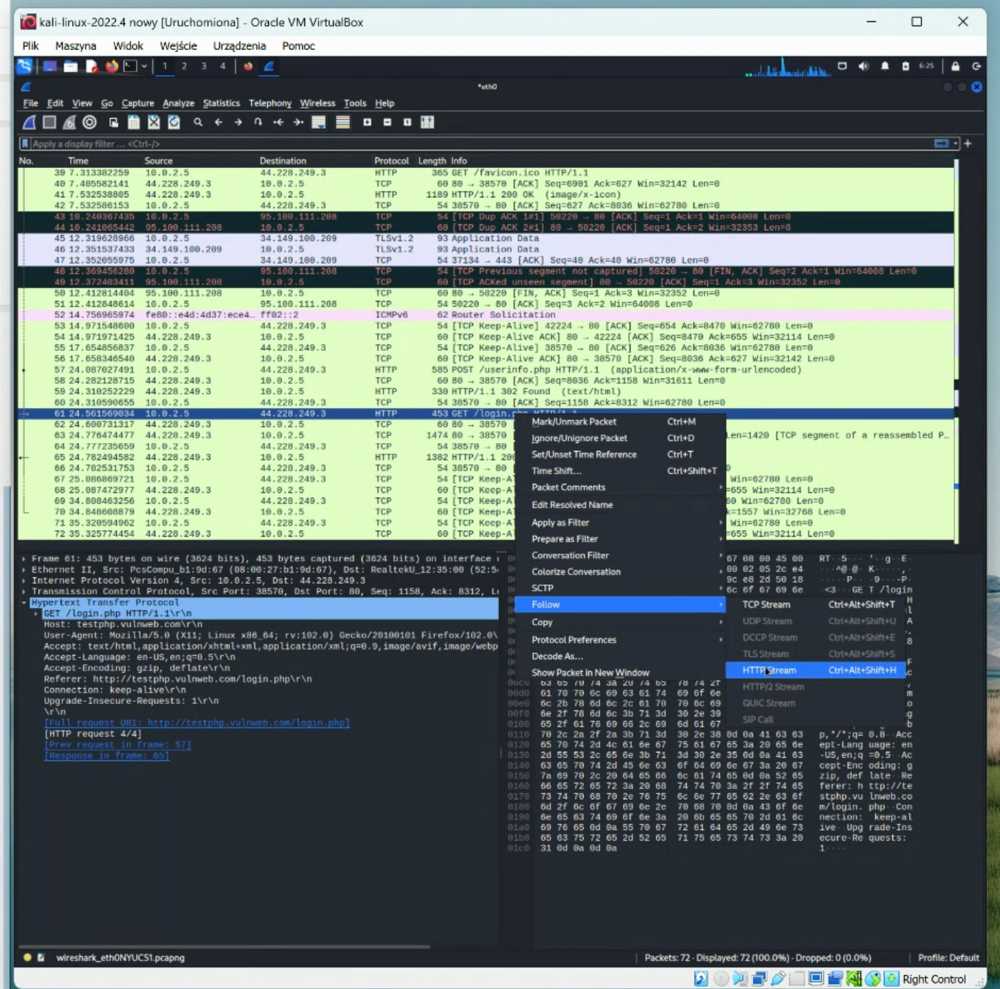 kali-linux-2022.4 nowy [Uruchomiona] - Oracle VM VirtualBox
Plik Maszyna Widok Wejście Urządzenia Pomoc
1 2 3 4 6:25
*eth0
File Edit View Go Capture Analyze Statistics Telephony Wireless Tools Help
Apply a display filter ... <Ctrl-/>
No. Time Source Destination Protocol Length Info
39 7.313382259 10.0.2.5 44.228.249.3 HTTP 365 GET /favicon.ico HTTP/1.1
40 7.405582141 44.228.249.3 10.0.2.5 TCP 60 80 → 38570 [ACK] Seq=6901 Ack=627 Win=32142 Len=0
41 7.532538805 44.228.249.3 10.0.2.5 HTTP 1189 HTTP/1.1 200 OK (image/x-icon)
42 7.532586153 10.0.2.5 44.228.249.3 TCP 54 38570 → 80 [ACK] Seq=627 Ack=8036 Win=62780 Len=0
43 10.240367435 10.0.2.5 95.100.111.208 TCP 54 [TCP Dup ACK 1#1] 50220 → 80 [ACK] Seq=1 Ack=1 Win=64008 Len=0
44 10.241065442 95.100.111.208 10.0.2.5 TCP 60 [TCP Dup ACK 2#1] 80 → 50220 [ACK] Seq=1 Ack=2 Win=32353 Len=0
45 12.319628966 10.0.2.5 34.149.100.209 TLSv1.2 93 Application Data
46 12.351537433 34.149.100.209 10.0.2.5 TLSv1.2 93 Application Data
47 12.352055975 10.0.2.5 34.149.100.209 TCP 54 37134 → 443 [ACK] Seq=40 Ack=40 Win=62780 Len=0
48 12.369456280 10.0.2.5 95.100.111.208 TCP 54 [TCP Previous segment not captured] 50220 → 80 [FIN, ACK] Seq=2 Ack=1 Win=64008 Len=0
49 12.372403411 95.100.111.208 10.0.2.5 TCP 60 [TCP ACKed unseen segment] 80 → 50220 [ACK] Seq=1 Ack=3 Win=32352 Len=0
50 12.412814404 95.100.111.208 10.0.2.5 TCP 60 80 → 50220 [FIN, ACK] Seq=1 Ack=3 Win=32352 Len=0
51 12.412848614 10.0.2.5 95.100.111.208 TCP 54 50220 → 80 [ACK] Seq=3 Ack=2 Win=64008 Len=0
52 14.756965974 fe80::e4d:4d37:ece4… ff02::2 ICMPv6 62 Router Solicitation
53 14.971548600 10.0.2.5 44.228.249.3 TCP 54 [TCP Keep-Alive] 42224 → 80 [ACK] Seq=654 Ack=8470 Win=62780 Len=0
54 14.971971425 44.228.249.3 10.0.2.5 TCP 60 [TCP Keep-Alive ACK] 80 → 42224 [ACK] Seq=8470 Ack=655 Win=32114 Len=0
55 17.654856837 10.0.2.5 44.228.249.3 TCP 54 [TCP Keep-Alive] 38570 → 80 [ACK] Seq=626 Ack=8036 Win=62780 Len=0
56 17.658346540 44.228.249.3 10.0.2.5 TCP 60 [TCP Keep-Alive ACK] 80 → 38570 [ACK] Seq=8036 Ack=627 Win=32142 Len=0
57 24.087027491 10.0.2.5 44.228.249.3 HTTP 585 POST /userinfo.php HTTP/1.1 (application/x-www-form-urlencoded)
58 24.282128715 44.228.249.3 10.0.2.5 TCP 60 80 → 38570 [ACK] Seq=8036 Ack=1158 Win=31611 Len=0
59 24.310252229 44.228.249.3 10.0.2.5 HTTP 330 HTTP/1.1 302 Found (text/html)
60 24.310590655 10.0.2.5 44.228.249.3 TCP 54 38570 → 80 [ACK] Seq=1158 Ack=8312 Win=62780 Len=0
61 24.561569034 10.0.2.5 44.228.249.3 HTTP 453 GET /login.php HTTP/1.1
62 24.600731317 44.228.249.3 10.0.2.5 TCP 60 80 → 38570
63 24.776474477 44.228.249.3 10.0.2.5 TCP 1474 80 → 38570 Len=1420 [TCP segment of a reassembled P…
64 24.777235659 10.0.2.5 44.228.249.3 TCP 54 38570 → 80
65 24.782494582 44.228.249.3 10.0.2.5 HTTP 1382 HTTP/1.1 200
66 24.782531753 10.0.2.5 44.228.249.3 TCP 54 38570 → 80 0
67 25.086869721 10.0.2.5 44.228.249.3 TCP 54 [TCP Keep-A Win=62780 Len=0
68 25.087472977 44.228.249.3 10.0.2.5 TCP 60 [TCP Keep-A =655 Win=32114 Len=0
69 34.808463256 10.0.2.5 44.228.249.3 TCP 54 [TCP Keep-A 60 Win=62780 Len=0
70 34.848608879 44.228.249.3 10.0.2.5 TCP 60 [TCP Keep-A k=1557 Win=32768 Len=0
71 35.320594962 10.0.2.5 44.228.249.3 TCP 54 [TCP Keep-A Win=62780 Len=0
72 35.325774454 44.228.249.3 10.0.2.5 TCP 60 [TCP Keep-A =655 Win=32114 Len=0
Mark/Unmark Packet Ctrl+M
Ignore/Unignore Packet Ctrl+D
Set/Unset Time Reference Ctrl+T
Time Shift... Ctrl+Shift+T
Packet Comments
Edit Resolved Name
Apply as Filter
Prepare as Filter
Conversation Filter
Colorize Conversation
SCTP
Follow
Copy
Protocol Preferences
Decode As...
Show Packet in New Window
TCP Stream Ctrl+Alt+Shift+T
UDP Stream Ctrl+Alt+Shift+U
DCCP Stream Ctrl+Alt+Shift+E
TLS Stream Ctrl+Alt+Shift+S
HTTP Stream Ctrl+Alt+Shift+H
HTTP/2 Stream
QUIC Stream
SIP Call
Frame 61: 453 bytes on wire (3624 bits), 453 bytes captured (3624 bits) on interface
Ethernet II, Src: PcsCompu_b1:9d:67 (08:00:27:b1:9d:67), Dst: RealtekU_12:35:00 (52:5
Internet Protocol Version 4, Src: 10.0.2.5, Dst: 44.228.249.3
Transmission Control Protocol, Src Port: 38570, Dst Port: 80, Seq: 1158, Ack: 8312, L
Hypertext Transfer Protocol
GET /login.php HTTP/1.1\r\n
Host: testphp.vulnweb.com\r\n
User-Agent: Mozilla/5.0 (X11; Linux x86_64; rv:102.0) Gecko/20100101 Firefox/102.0\
Accept: text/html,application/xhtml+xml,application/xml;q=0.9,image/avif,image/webp
Accept-Language: en-US,en;q=0.5\r\n
Accept-Encoding: gzip, deflate\r\n
Referer: http://testphp.vulnweb.com/login.php\r\n
Connection: keep-alive\r\n
Upgrade-Insecure-Requests: 1\r\n
\r\n
[Full request URI: http://testphp.vulnweb.com/login.php]
[HTTP request 4/4]
[Prev request in frame: 57]
[Response in frame: 65]
67 08 00 45 00 RT··5··· '··g··E·
00 02 05 2c e4 ···^@·@· K·····,·
9c e8 2d 50 18 ·····P·· ·9···-P·
6c 6f 67 69 6e ·<3···GE T /login
00c0 63 65 70 74 3a 20 74 65 78 74 2f
00d0 61 70 70 6c 69 63 61 74 69 6f 6e
6c 2b 78 6d 6c 2c 61 70 70 6c 69
00f0 6e 2f 78 6d 6c 3b 71 3d 30 2e 39
0100 65 2f 61 76 69 66 2c 69 6d 61 67
0110 70 2c 2a 2f 2a 3b 71 3d 30 2e 38 0d 0a 41 63 63 p,*/*;q= 0.8··Acc
0120 65 70 74 2d 4c 61 6e 67 75 61 67 65 3a 20 65 6e ept-Lang uage: en
0130 2d 55 53 2c 65 6e 3b 71 3d 30 2e 35 0d 0a 41 63 -US,en;q =0.5··Ac
0140 63 65 70 74 2d 45 6e 63 6f 64 69 6e 67 3a 20 67 cept-Enc oding: g
0150 7a 69 70 2c 20 64 65 66 6c 61 74 65 0d 0a 52 65 zip, def late··Re
0160 66 65 72 65 72 3a 20 68 74 74 70 3a 2f 2f 74 65 ferer: h ttp://te
0170 73 74 70 68 70 2e 76 75 6c 6e 77 65 62 2e 63 6f stphp.vu lnweb.co
0180 6d 2f 6c 6f 67 69 6e 2e 70 68 70 0d 0a 43 6f 6e m/login. php··Con
0190 6e 65 63 74 69 6f 6e 3a 20 6b 65 65 70 2d 61 6c nection: keep-al
01a0 69 76 65 0d 0a 55 70 67 72 61 64 65 2d 49 6e 73 ive··Upg rade-Ins
01b0 65 63 75 72 65 2d 52 65 71 75 65 73 74 73 3a 20 ecure-Re quests:
01c0 31 0d 0a 0d 0a 1····
wireshark_eth0NYUC51.pcapng Packets: 72 · Displayed: 72 (100.0%) · Dropped: 0 (0.0%) Profile: Default
Right Control